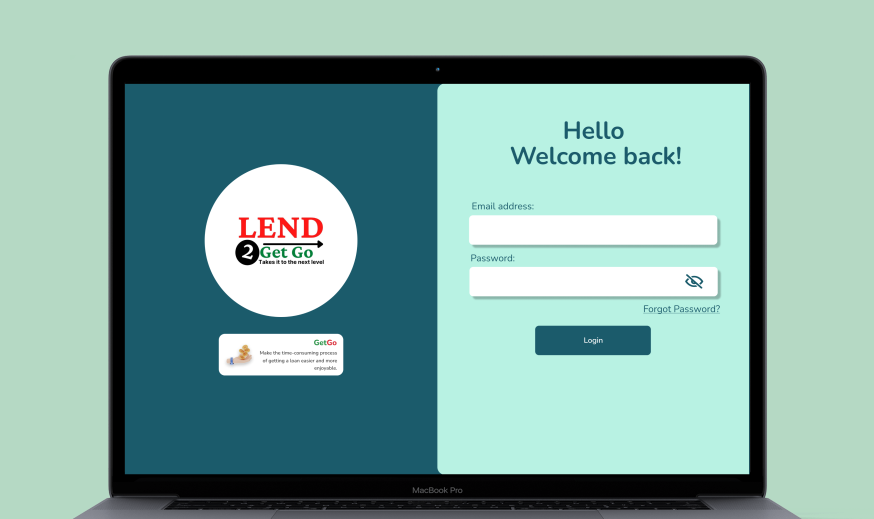 LEND
2 Get Go
Takes it to the next level
GetGo
Make the time-consuming process
of getting a loan easier and more
enjoyable.
Hello
Welcome back!
Email address:
Password:
Forgot Password?
Login
MacBook Pro